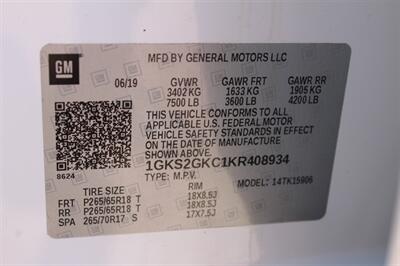 GM
MFD BY GENERAL MOTORS LLC
06/19 GVWR GAWR FRT GAWR RR
3402 KG 1633 KG 1905 KG
7500 LB 3600 LB 4200 LB
THIS VEHICLE CONFORMS TO ALL
APPLICABLE U.S. FEDERAL MOTOR
VEHICLE SAFETY STANDARDS IN EFFECT
ON THE DATE OF MANUFACTURE
SHOWN ABOVE.
8624
1GKS2GKC1KR408934
TYPE: M.P.V. MODEL: 14TK15906
TIRE SIZE RIM
FRT P265/65R18 T 18X8.5J
RR P265/65R18 T 18X8.5J
SPA 265/70R17 S 17X7.5J